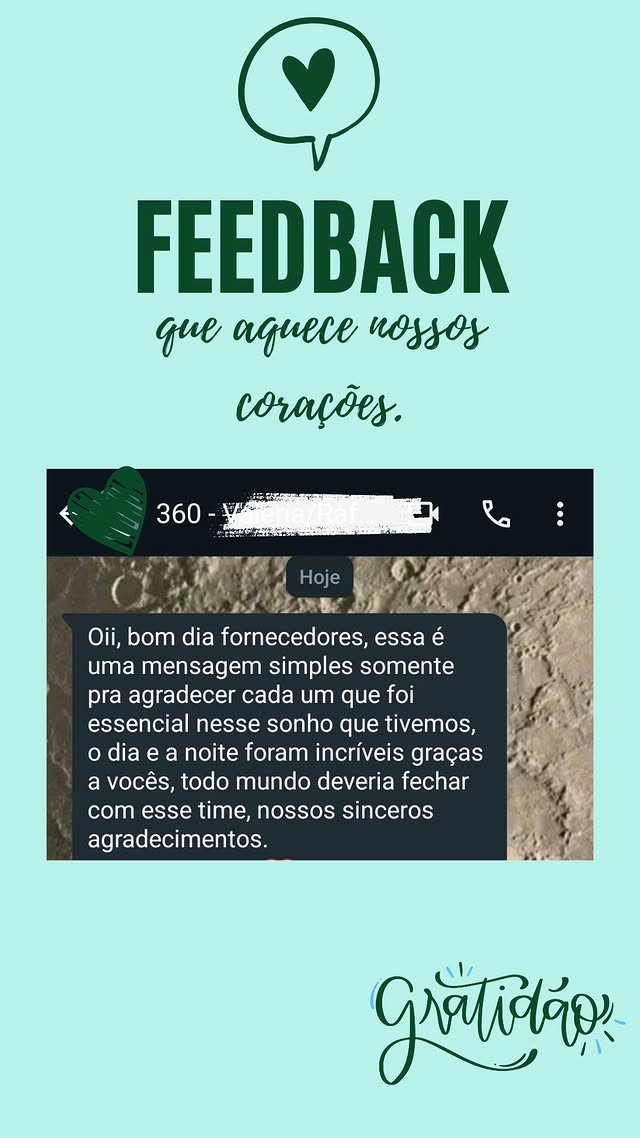 FEEDBACK
que aquece nossos
corações.
360 - Valéria/Raf...
Hoje
Oii, bom dia fornecedores, essa é
uma mensagem simples somente
pra agradecer cada um que foi
essencial nesse sonho que tivemos,
o dia e a noite foram incríveis graças
a vocês, todo mundo deveria fechar
com esse time, nossos sinceros
agradecimentos.
Gratidão